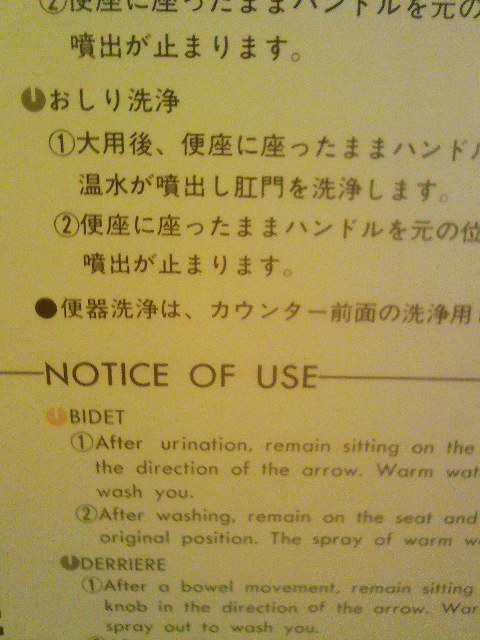 ②便座に座ったままハンドルを元の
噴出が止まります。
おしり洗浄
①大用後、便座に座ったままハンドル
温水が噴出し肛門を洗浄します。
②便座に座ったままハンドルを元の位
噴出が止まります。
●便器洗浄は、カウンター前面の洗浄用
NOTICE OF USE
BIDET
①After urination, remain sitting on the
the direction of the arrow. Warm wat
wash you.
②After washing, remain on the seat and
original position. The spray of warm w
DERRIERE
①After a bowel movement, remain sitting
knob in the direction of the arrow. War
spray out to wash you.